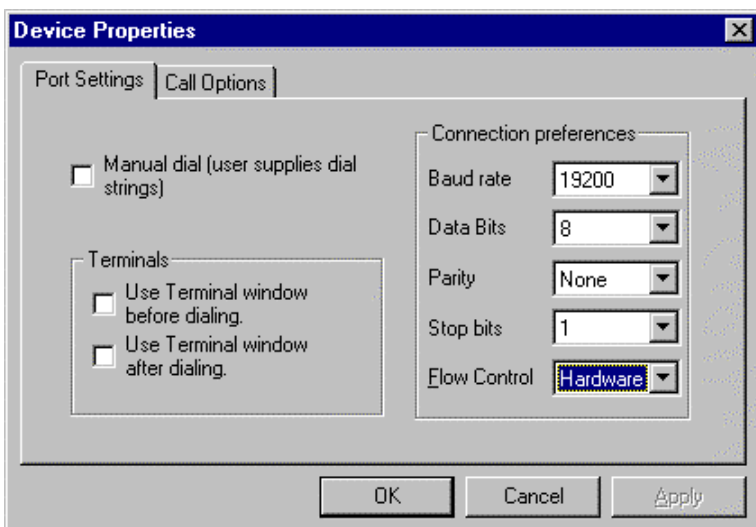 Device Properties
Port Settings
Call Options
Manual dial (user supplies dial
strings)
Terminals
Use Terminal window
before dialing.
Use Terminal window
after dialing.
Connection preferences
Baud rate 19200
Data Bits 8
Parity None
Stop bits 1
Flow Control Hardware
OK Cancel Apply